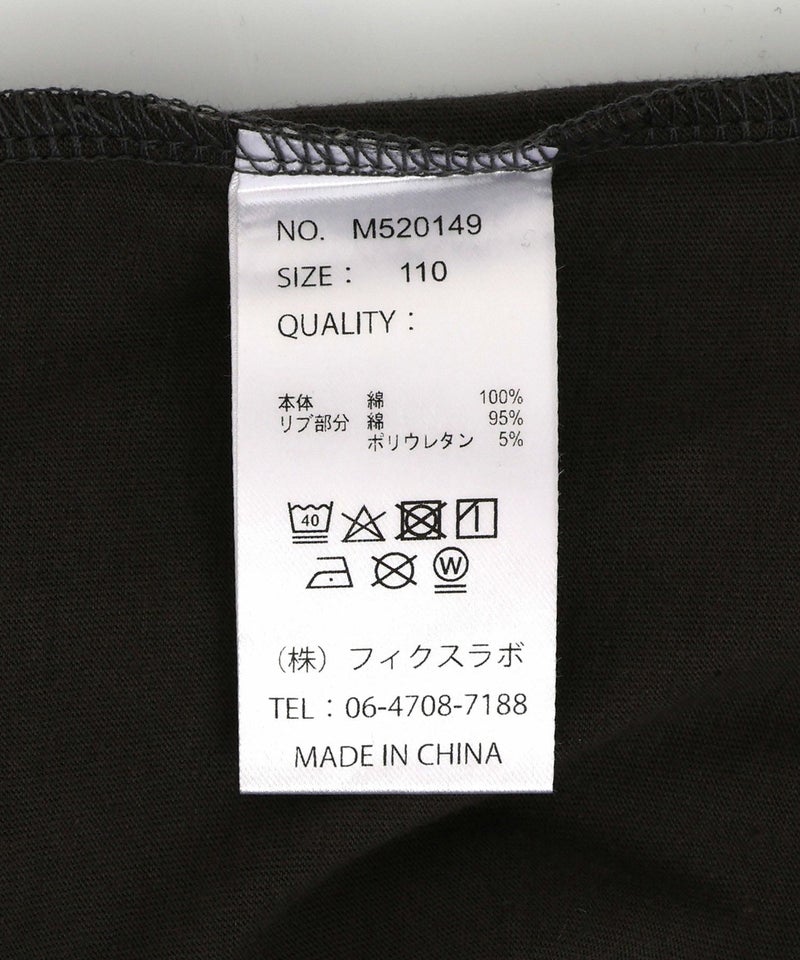 NO. M520149
SIZE： 110
QUALITY：
本体 綿 100%
リブ部分 綿 95%
ポリウレタン 5%
40
W
（株）フィクスラボ
TEL：06-4708-7188
MADE IN CHINA